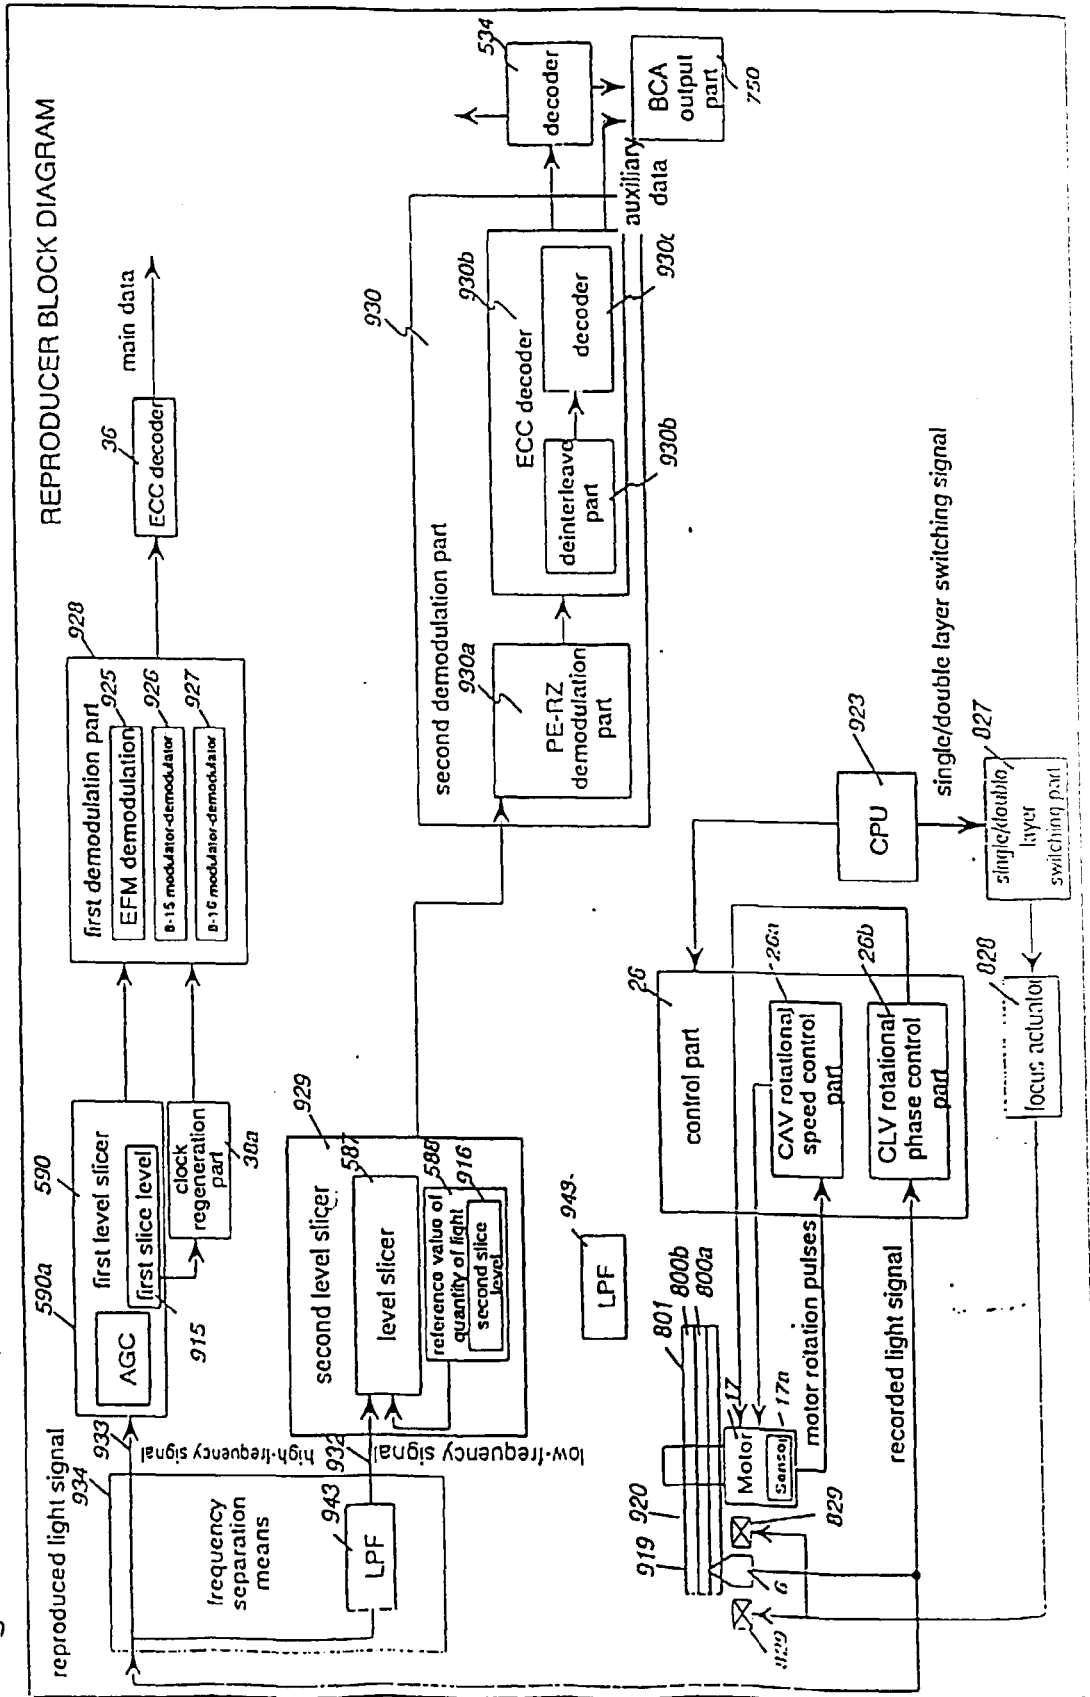 REPRODUCER BLOCK DIAGRAM
reproduced light signal
934
frequency
separation
means
943
LPF
933
high-frequency signal
932
low-frequency signal
590a
590
first level slicer
AGC
first slice level
915
clock
regeneration
part
38a
928
first demodulation part
925
EFM demodulation
926
8-15 modulator-demodulator
927
8-16 modulator-demodulator
36
ECC decoder
main data
929
second level slicer
587
level slicer
588
reference value of
quantity of light
916
second slice
level
943
LPF
930
second demodulation part
930a
PE-RZ
demodulation
part
930b
ECC decoder
deinterleave
part
930b
decoder
930c
534
decoder
auxiliary
data
BCA
output
part
750
919
920
801
800b
800a
17
Motor
Sensor
17a
829
829
6
motor rotation pulses
recorded light signal
26
control part
26a
CAV rotational
speed control
part
26b
CLV rotational
phase control
part
923
CPU
single/double layer switching signal
827
single/double
layer
switching part
828
focus actuator